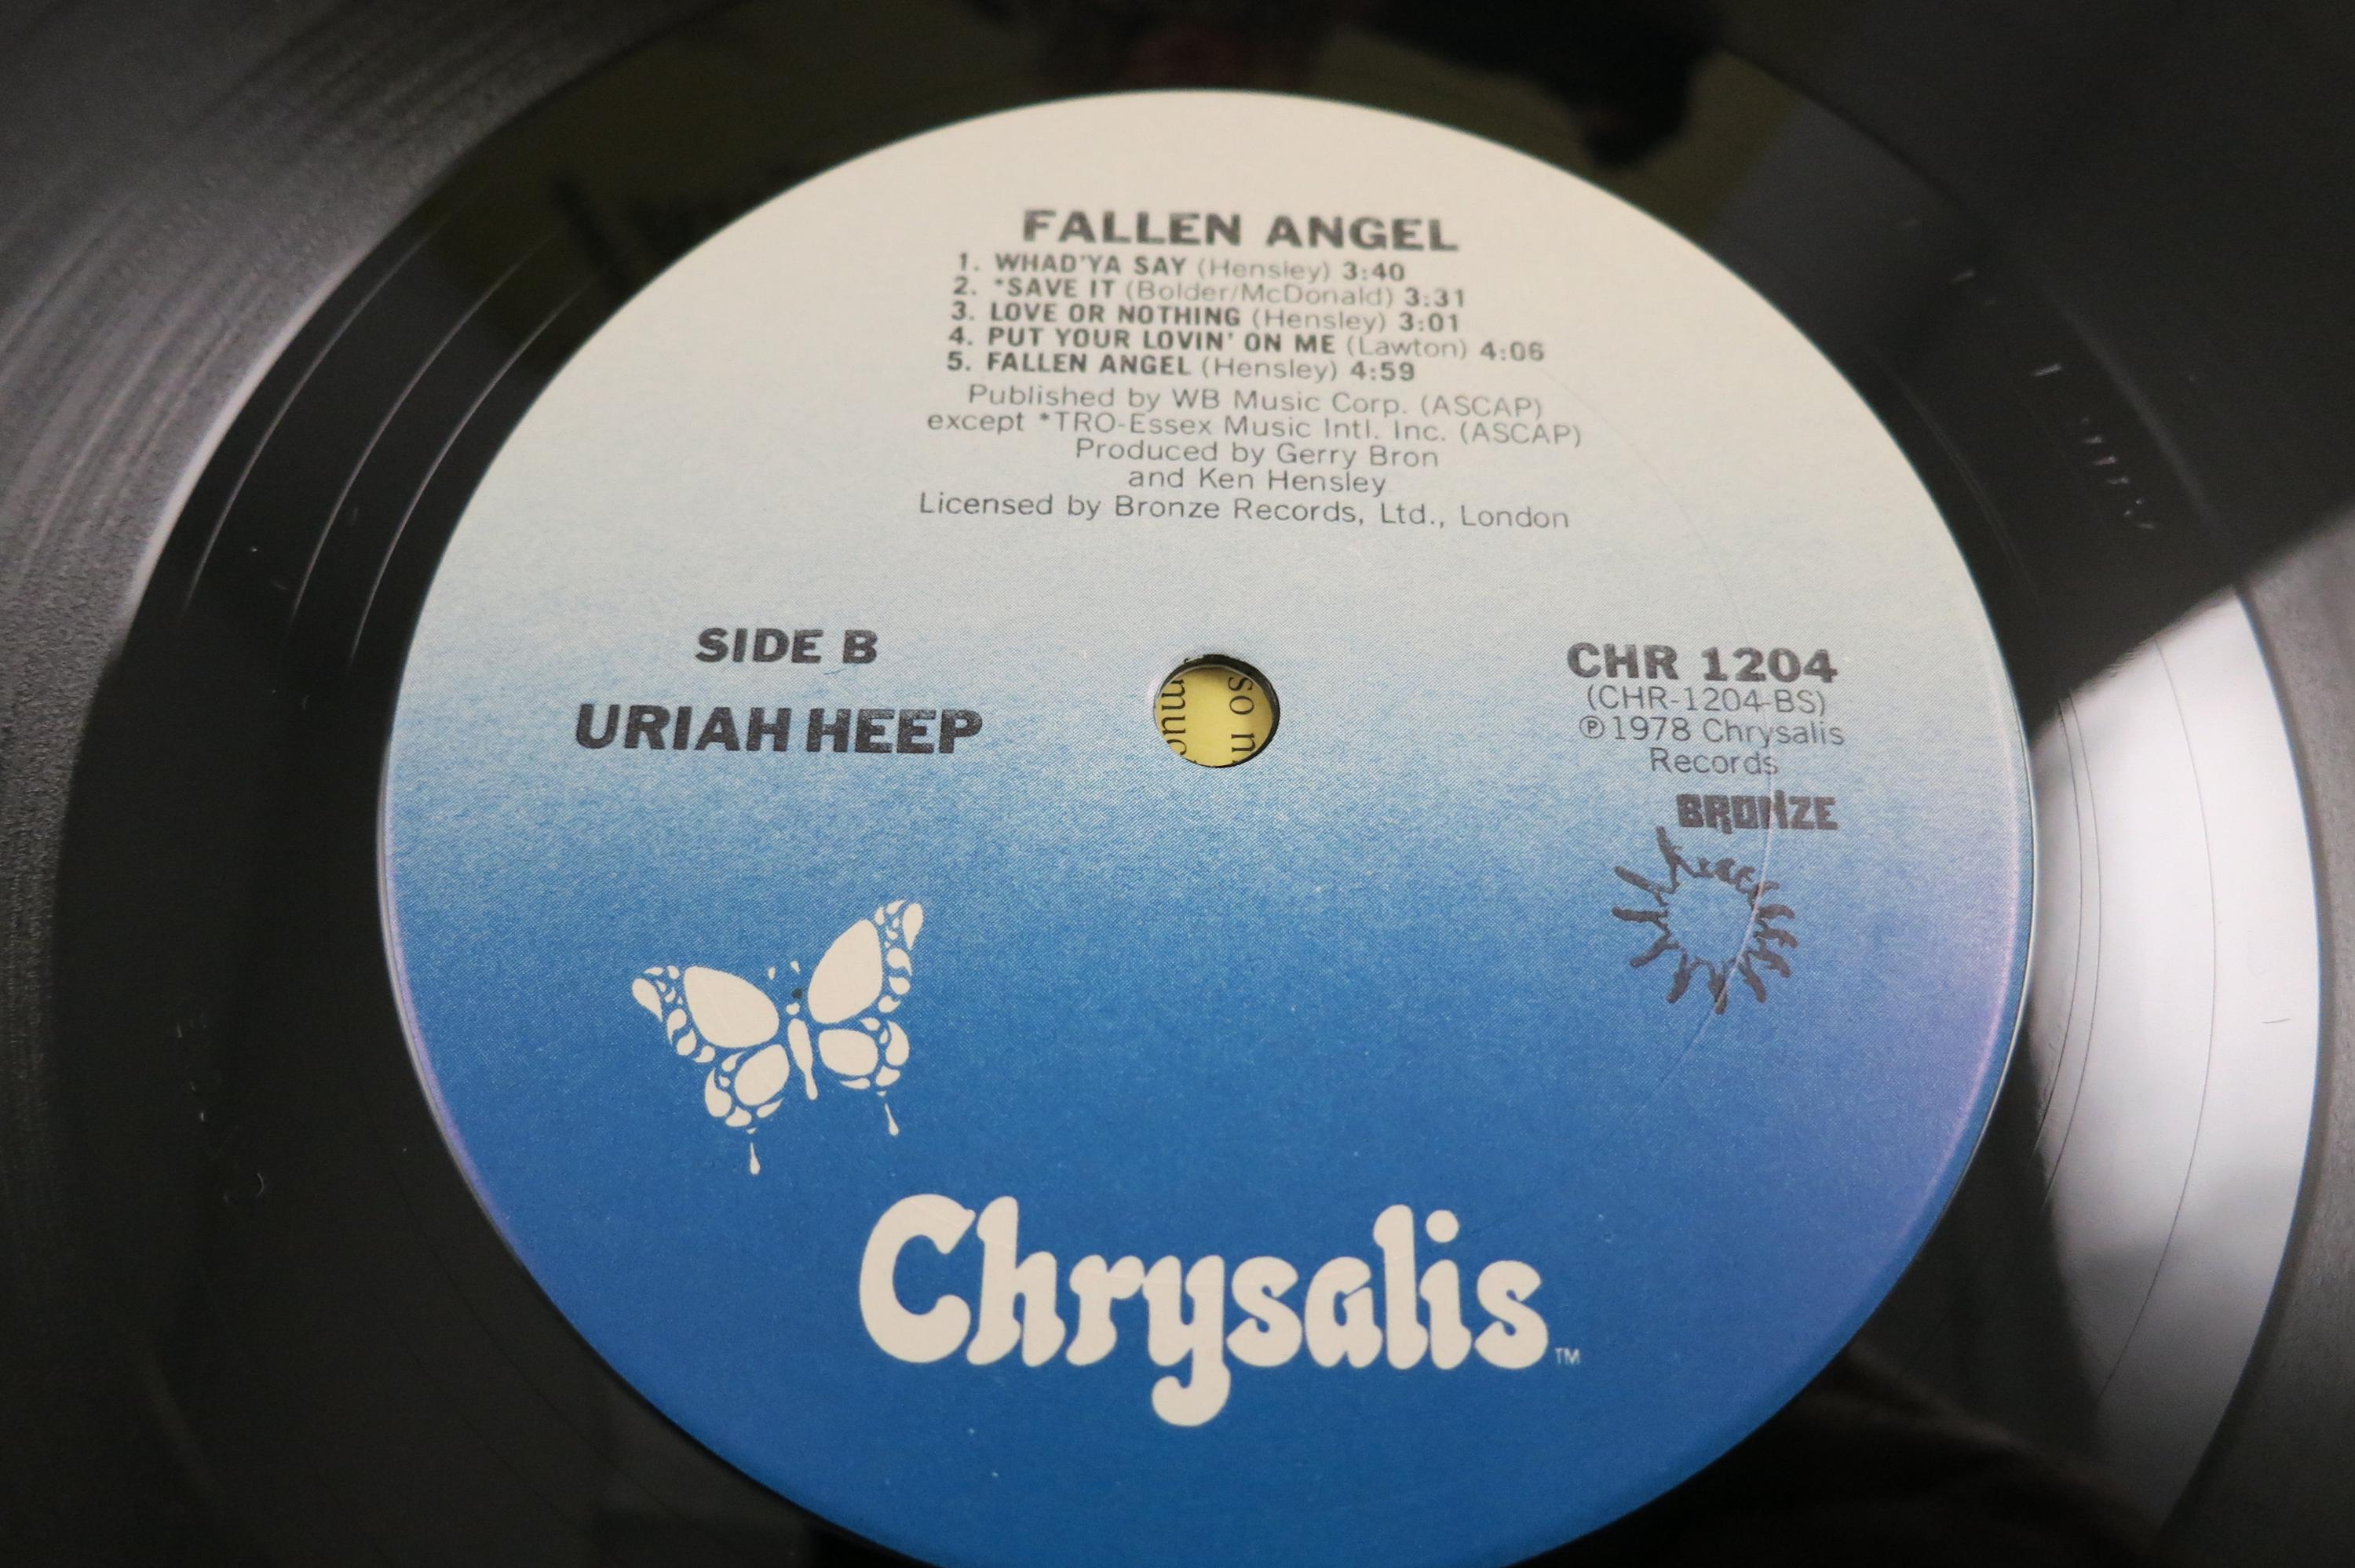 FALLEN ANGEL
1. WHAD'YA SAY (Hensley) 3:40
2. *SAVE IT (Bolder/McDonald) 3:31
3. LOVE OR NOTHING (Hensley) 3:01
4. PUT YOUR LOVIN' ON ME (Lawton) 4:06
5. FALLEN ANGEL (Hensley) 4:59
Published by WB Music Corp. (ASCAP)
except *TRO-Essex Music Intl. Inc. (ASCAP)
Produced by Gerry Bron
and Ken Hensley
Licensed by Bronze Records, Ltd., London
SIDE B
URIAH HEEP
CHR 1204
(CHR-1204-BS)
℗1978 Chrysalis
Records
BRONZE
so n
Chrysalis™